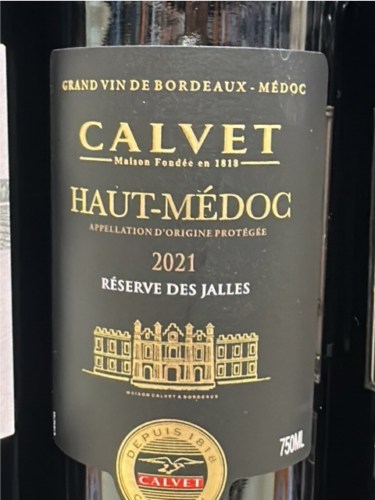 GRAND VIN DE BORDEAUX - MÉDOC
CALVET
Maison Fondée en 1818
HAUT-MÉDOC
APPELLATION D'ORIGINE PROTÉGÉE
2021
RÉSERVE DES JALLES
MAISON CALVET À BORDEAUX
750ML
DEPUIS 1818
CALVET